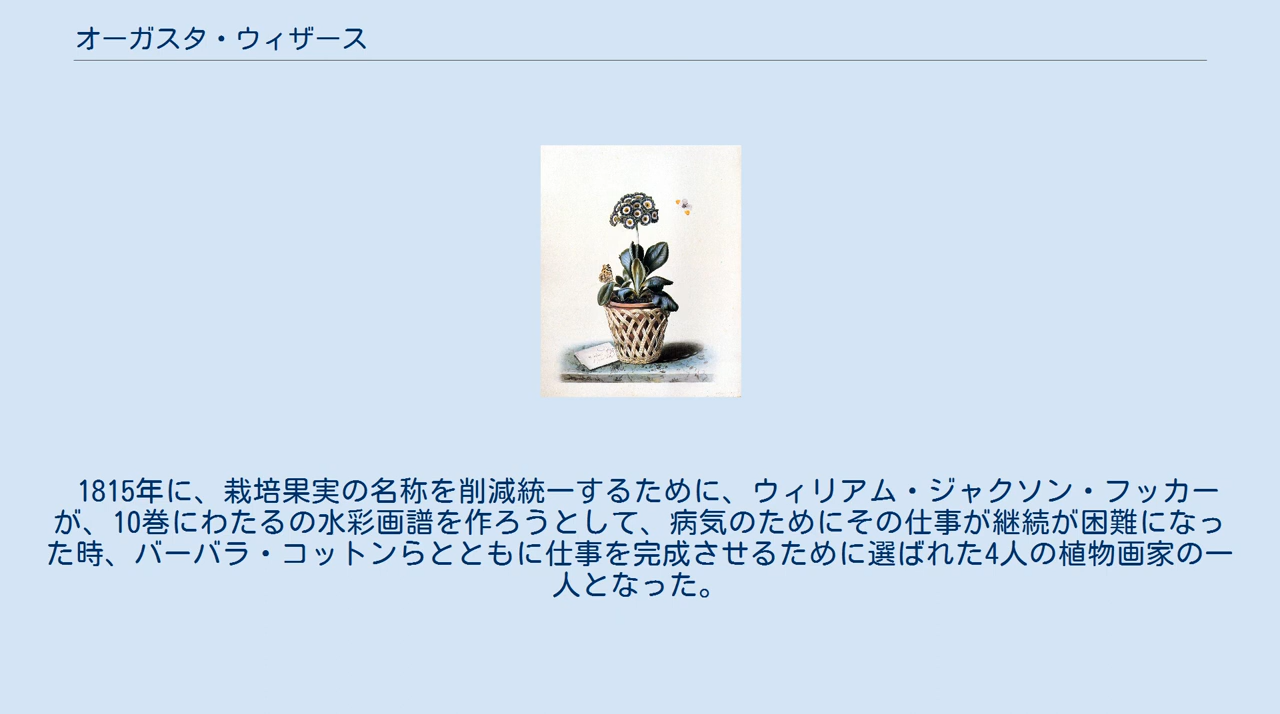 オーガスタ・ウィザース
1815年に、栽培果実の名称を削減統一するために、ウィリアム・ジャクソン・フッカー
が、10巻にわたるの水彩画譜を作ろうとして、病気のためにその仕事が継続が困難になっ
た時、バーバラ・コットンらとともに仕事を完成させるために選ばれた4人の植物画家の一
人となった。